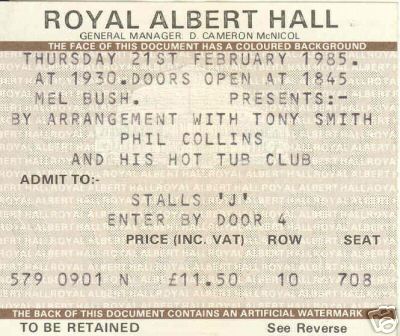 ROYAL ALBERT HALL
GENERAL MANAGER D. CAMERON McNICOL
THE FACE OF THIS DOCUMENT HAS A COLOURED BACKGROUND
THURSDAY 21ST FEBRUARY 1985.
AT 1930.DOORS OPEN AT 1845
MEL BUSH. PRESENTS:-
BY ARRANGEMENT WITH TONY SMITH
PHIL COLLINS
AND HIS HOT TUB CLUB
ADMIT TO:-
STALLS 'J'
ENTER BY DOOR 4
PRICE (INC. VAT) ROW SEAT
579 0901 N £11.50 10 708
THE BACK OF THIS DOCUMENT CONTAINS AN ARTIFICIAL WATERMARK
TO BE RETAINED See Reverse